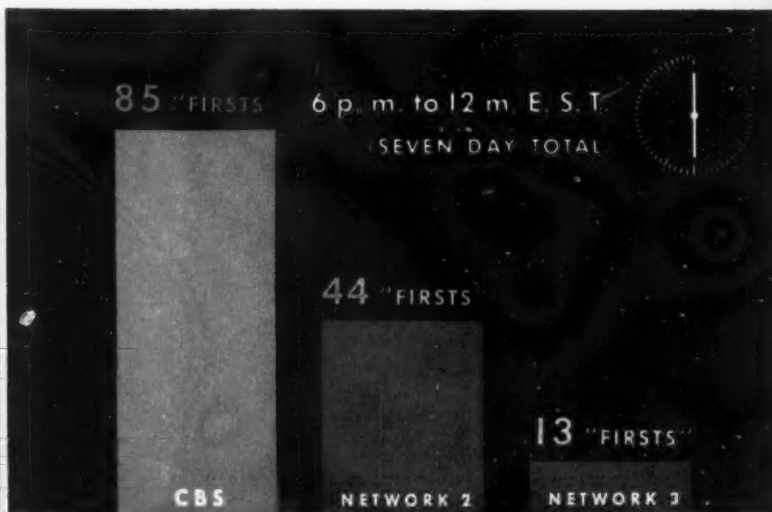 85 "FIRSTS
6 p. m. to 12 m. E. S. T.
SEVEN DAY TOTAL
44 "FIRSTS
13 "FIRSTS"
CBS
NETWORK 2
NETWORK 3